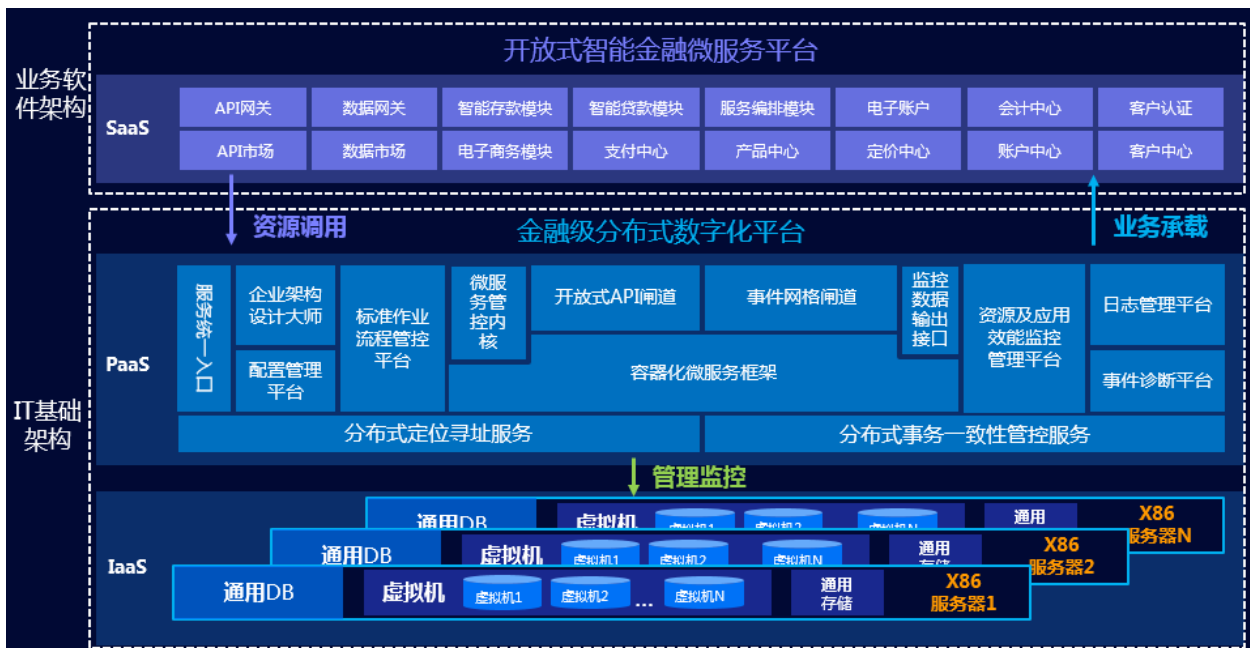 开放式智能金融微服务平台
业务软
件架构
SaaS
API网关
数据网关
智能存款模块
智能贷款模块
服务编排模块
电子账户
会计中心
客户认证
API市场
数据市场
电子商务模块
支付中心
产品中心
定价中心
账户中心
客户中心
资源调用
金融级分布式数字化平台
业务承载
IT基础
架构
PaaS
服务统一入口
企业架构
设计大师
配置管理
平台
标准作业
流程管控
平台
微服
务管
控内
核
开放式API闸道
事件网格闸道
监控
数据
输出
接口
容器化微服务框架
资源及应用
效能监控
管理平台
日志管理平台
事件诊断平台
分布式定位寻址服务
分布式事务一致性管控服务
管理监控
IaaS
通用DB
虚拟机
虚拟机1
虚拟机2
虚拟机N
通用
X86
服务器N
通用DB
虚拟机
虚拟机1
虚拟机2
虚拟机N
通用
存储
X86
服务器2
通用DB
虚拟机
虚拟机1
虚拟机2
...
虚拟机N
通用
存储
X86
服务器1